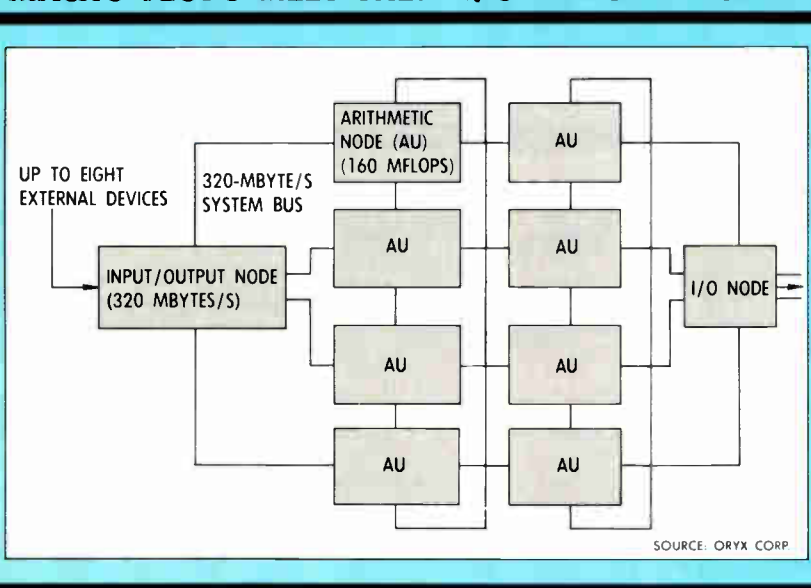 UP TO EIGHT
EXTERNAL DEVICES
320-MBYTE/S
SYSTEM BUS
INPUT/OUTPUT NODE
(320 MBYTES/S)
ARITHMETIC
NODE (AU)
(160 MFLOPS)
AU
AU
AU
AU
AU
AU
AU
I/O NODE
SOURCE: ORYX CORP.